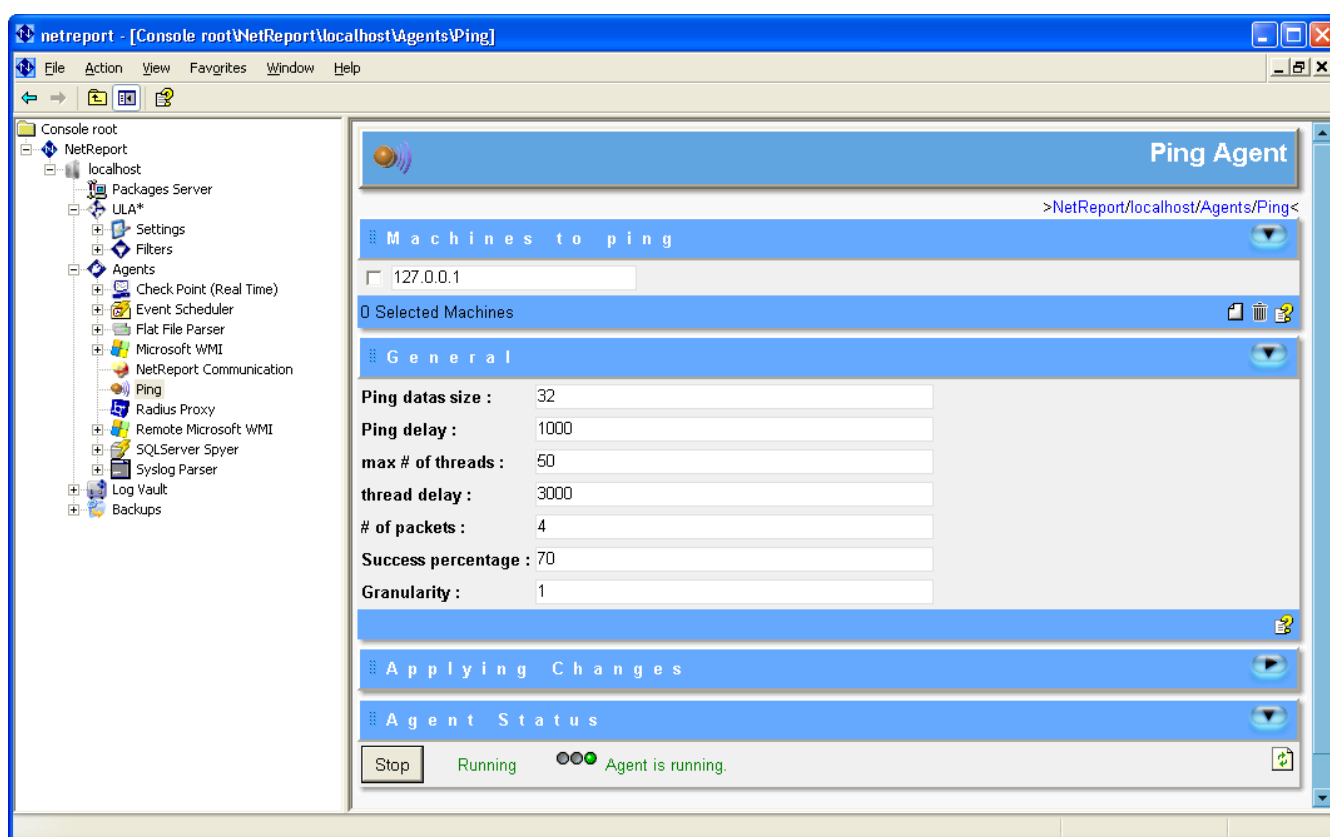 netreport - [Console root\NetReport\localhost\Agents\Ping]
File Action View Favorites Window Help
Console root
NetReport
localhost
Packages Server
ULA*
Settings
Filters
Agents
Check Point (Real Time)
Event Scheduler
Flat File Parser
Microsoft WMI
NetReport Communication
Ping
Radius Proxy
Remote Microsoft WMI
SQLServer Spyer
Syslog Parser
Log Vault
Backups
Ping Agent
>NetReport/localhost/Agents/Ping<
Machines to ping
127.0.0.1
0 Selected Machines
General
Ping datas size : 32
Ping delay : 1000
max # of threads : 50
thread delay : 3000
# of packets : 4
Success percentage : 70
Granularity : 1
Applying Changes
Agent Status
Stop Running Agent is running.